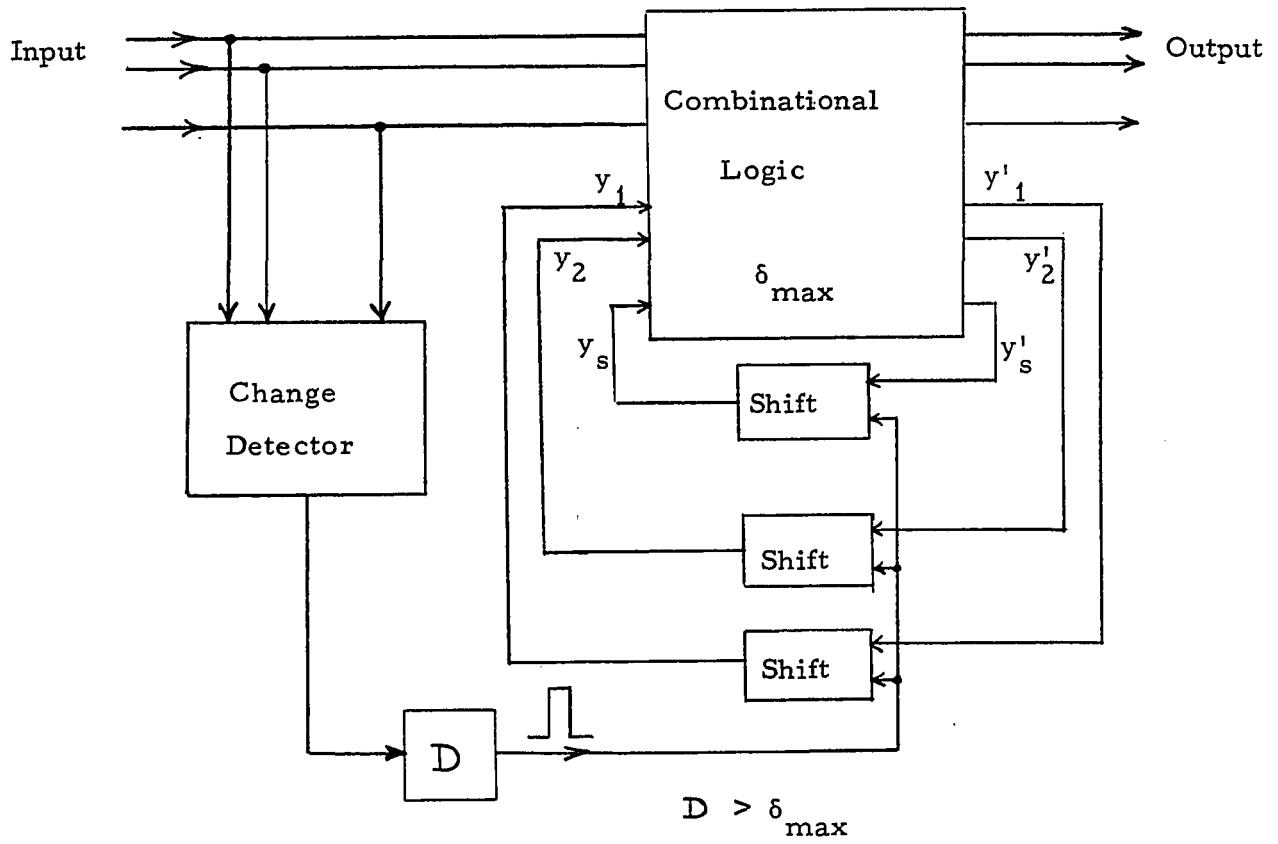 Input
Output
Combinational
Logic
δmax
y1
y2
ys
y'1
y'2
y's
Shift
Change
Detector
Shift
Shift
D
D > δmax